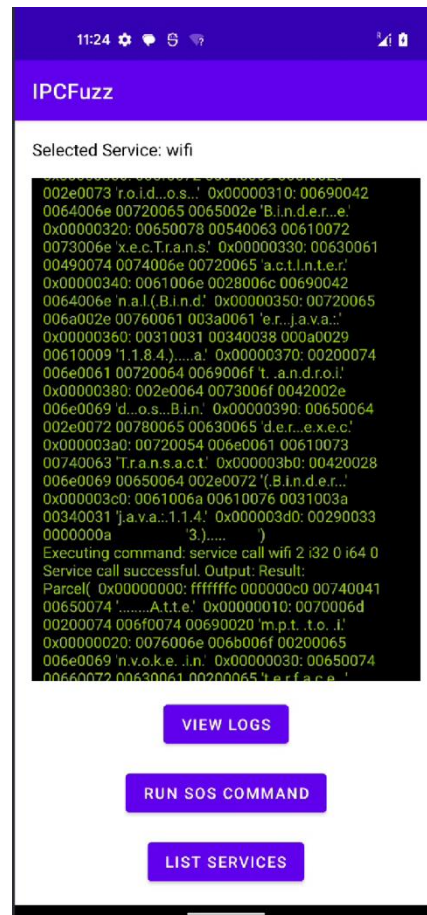 11:24
IPCFuzz
Selected Service: wifi
002e0073 'r.o.i.d...o.s...' 0x00000310: 00690042
0064006e 00720065 0065002e 'B.i.n.d.e.r...e.'
0x00000320: 00650078 00540063 00610072
0073006e 'x.e.c.T.r.a.n.s.' 0x00000330: 00630061
00490074 0074006e 00720065 'a.c.t.I.n.t.e.r.'
0x00000340: 0061006e 0028006c 00690042
0064006e 'n.a.l.(.B.i.n.d.' 0x00000350: 00720065
006a002e 00760061 003a0061 'e.r...j.a.v.a.:.'
0x00000360: 00310031 00340038 000a0029
00610009 '1.1.8.4.).....a.' 0x00000370: 00200074
006e0061 00720064 0069006f 't. .a.n.d.r.o.i.'
0x00000380: 002e0064 0073006f 0042002e
006e0069 'd...o.s...B.i.n.' 0x00000390: 00650064
002e0072 00780065 00630065 'd.e.r...e.x.e.c.'
0x000003a0: 00720054 006e0061 00610073
00740063 'T.r.a.n.s.a.c.t.' 0x000003b0: 00420028
006e0069 00650064 002e0072 '(.B.i.n.d.e.r...'
0x000003c0: 0061006a 00610076 0031003a
00340031 'j.a.v.a.:.1.1.4.' 0x000003d0: 00290033
0000000a '3.).....	')
Executing command: service call wifi 2 i32 0 i64 0
Service call successful. Output: Result:
Parcel( 0x00000000: fffffffc 000000c0 00740041
00650074 '........A.t.t.e.' 0x00000010: 0070006d
00200074 006f0074 00690020 'm.p.t. .t.o. .i.'
0x00000020: 0076006e 006b006f 00200065
006e0069 'n.v.o.k.e. .i.n.' 0x00000030: 00650074
00660072 00630061 00200065 't.e.r.f.a.c.e. .'
VIEW LOGS
RUN SOS COMMAND
LIST SERVICES